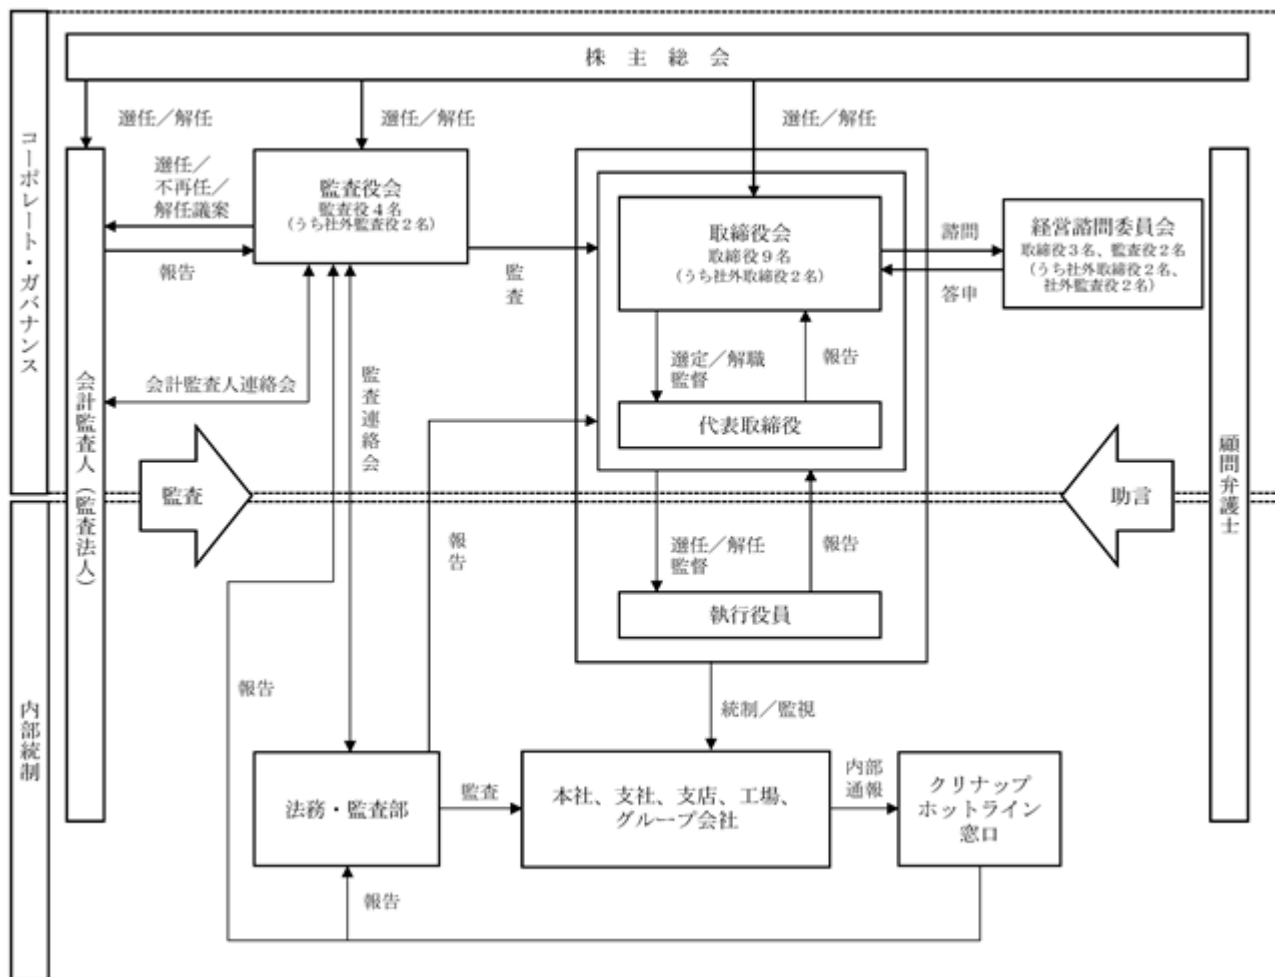 株主総会
コーポレート・ガバナンス
選任／解任
選任／解任
選任／解任
選任／
不再任／
解任議案
報告
監査役会
監査役４名
（うち社外監査役２名）
監査
取締役会
取締役９名
（うち社外取締役２名）
諮問
答申
経営諮問委員会
取締役３名、監査役２名
（うち社外取締役２名、
社外監査役２名）
会計監査人連絡会
監査連絡会
選定／解職
監督
報告
代表取締役
会計監査人（監査法人）
監査
助言
顧問弁護士
報告
選任／解任
監督
報告
執行役員
内部統制
報告
統制／監視
法務・監査部
監査
本社、支社、支店、工場、
グループ会社
内部
通報
クリナップ
ホットライン
窓口
報告